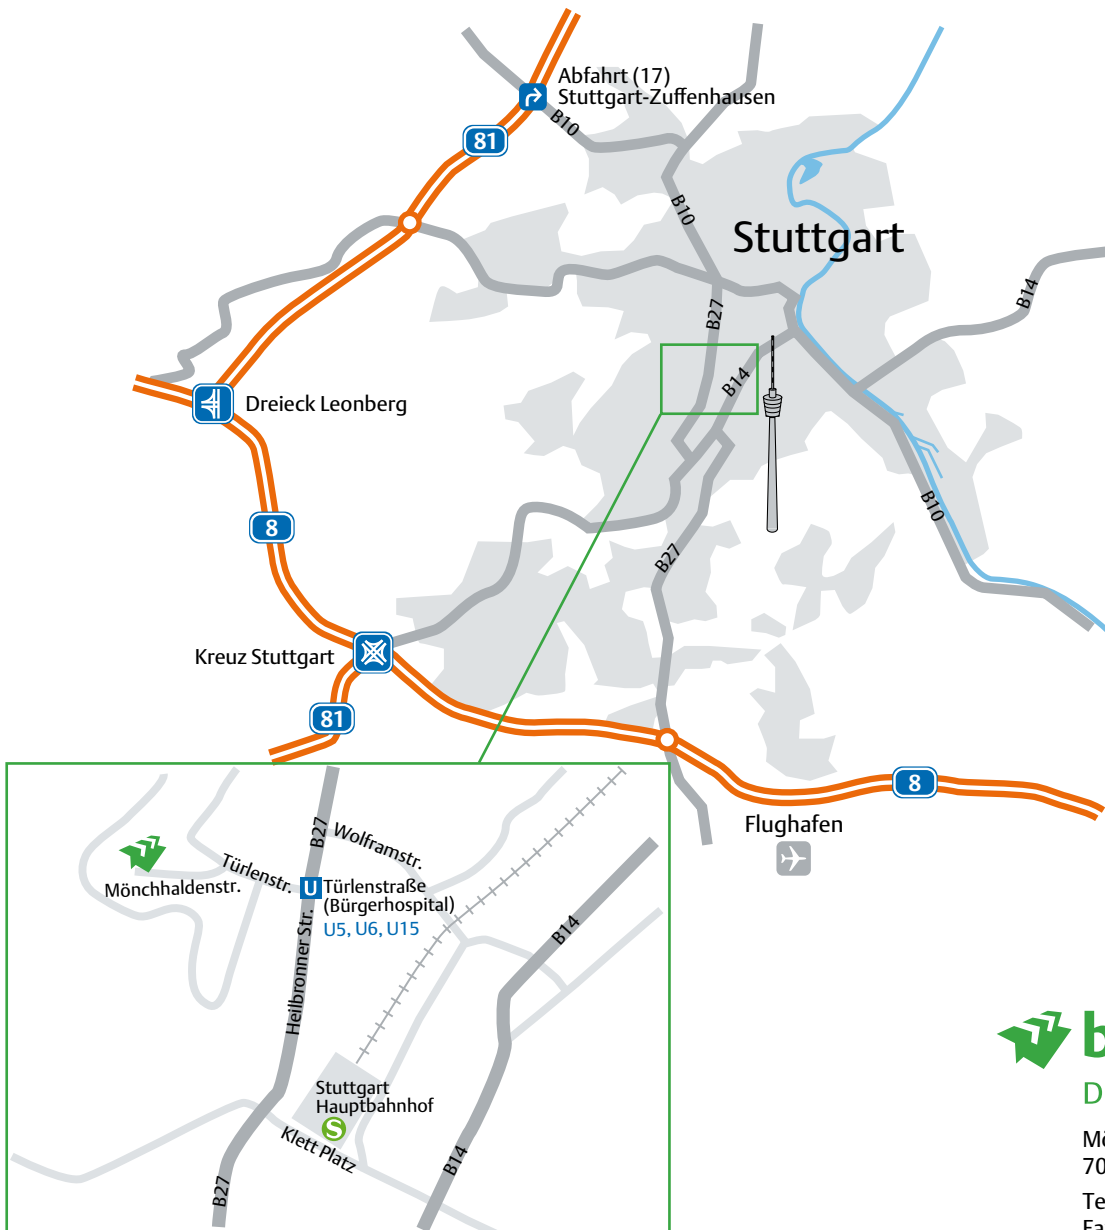 Abfahrt (17)
Stuttgart-Zuffenhausen
B10
81
B10
Stuttgart
B14
B27
B14
Dreieck Leonberg
8
B10
B27
Kreuz Stuttgart
81
8
Flughafen
B27
Wolframstr.
Türlenstr.
Mönchhaldenstr.
U
Türlenstraße
(Bürgerhospital)
U5, U6, U15
Heilbronner Str.
B14
Stuttgart
Hauptbahnhof
S
Klett Platz
B14
B27
b
D
70